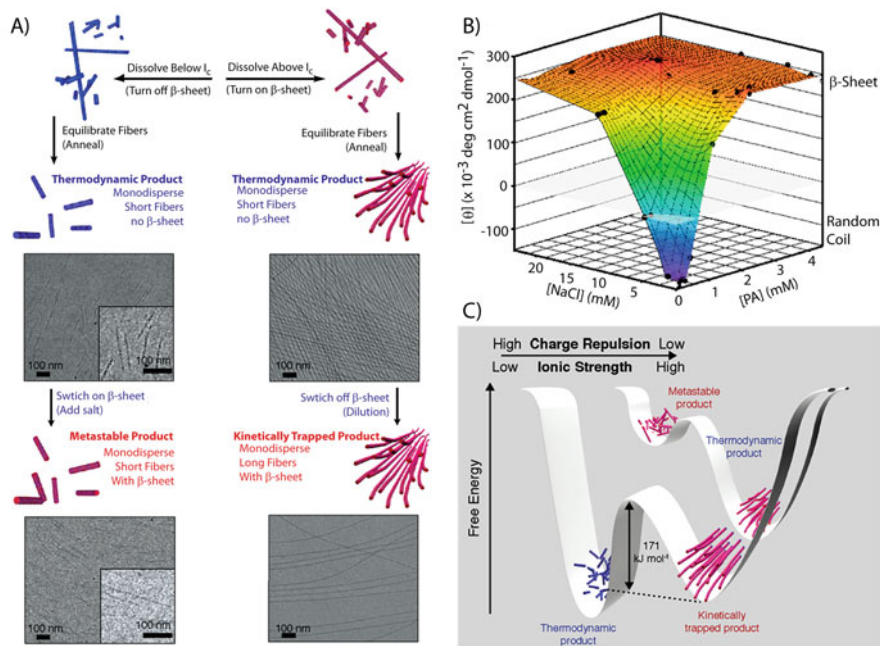 A)
Dissolve Below Ic
(Turn off β-sheet)
Dissolve Above Ic
(Turn on β-sheet)
Equilibrate Fibers
(Anneal)
Equilibrate Fibers
(Anneal)
Thermodynamic Product
Monodisperse
Short Fibers
no β-sheet
Thermodynamic Product
Monodisperse
Short Fibers
no β-sheet
100 nm
100 nm
100 nm
Swtich on β-sheet
(Add salt)
Swtich off β-sheet
(Dilution)
Metastable Product
Monodisperse
Short Fibers
With β-sheet
Kinetically Trapped Product
Monodisperse
Long Fibers
With β-sheet
100 nm
100 nm
100 nm
B)
300
200
100
0
-100
[θ] (x 10⁻³ deg cm² dmol⁻¹)
β-Sheet
Random
Coil
20
15
10
5
0
[NaCl] (mM)
1
2
3
4
[PA] (mM)
C)
High Charge Repulsion Low
Low Ionic Strength High
Metastable
product
Thermodynamic
product
Free Energy
171
kJ mol⁻¹
Thermodynamic
product
Kinetically
trapped product